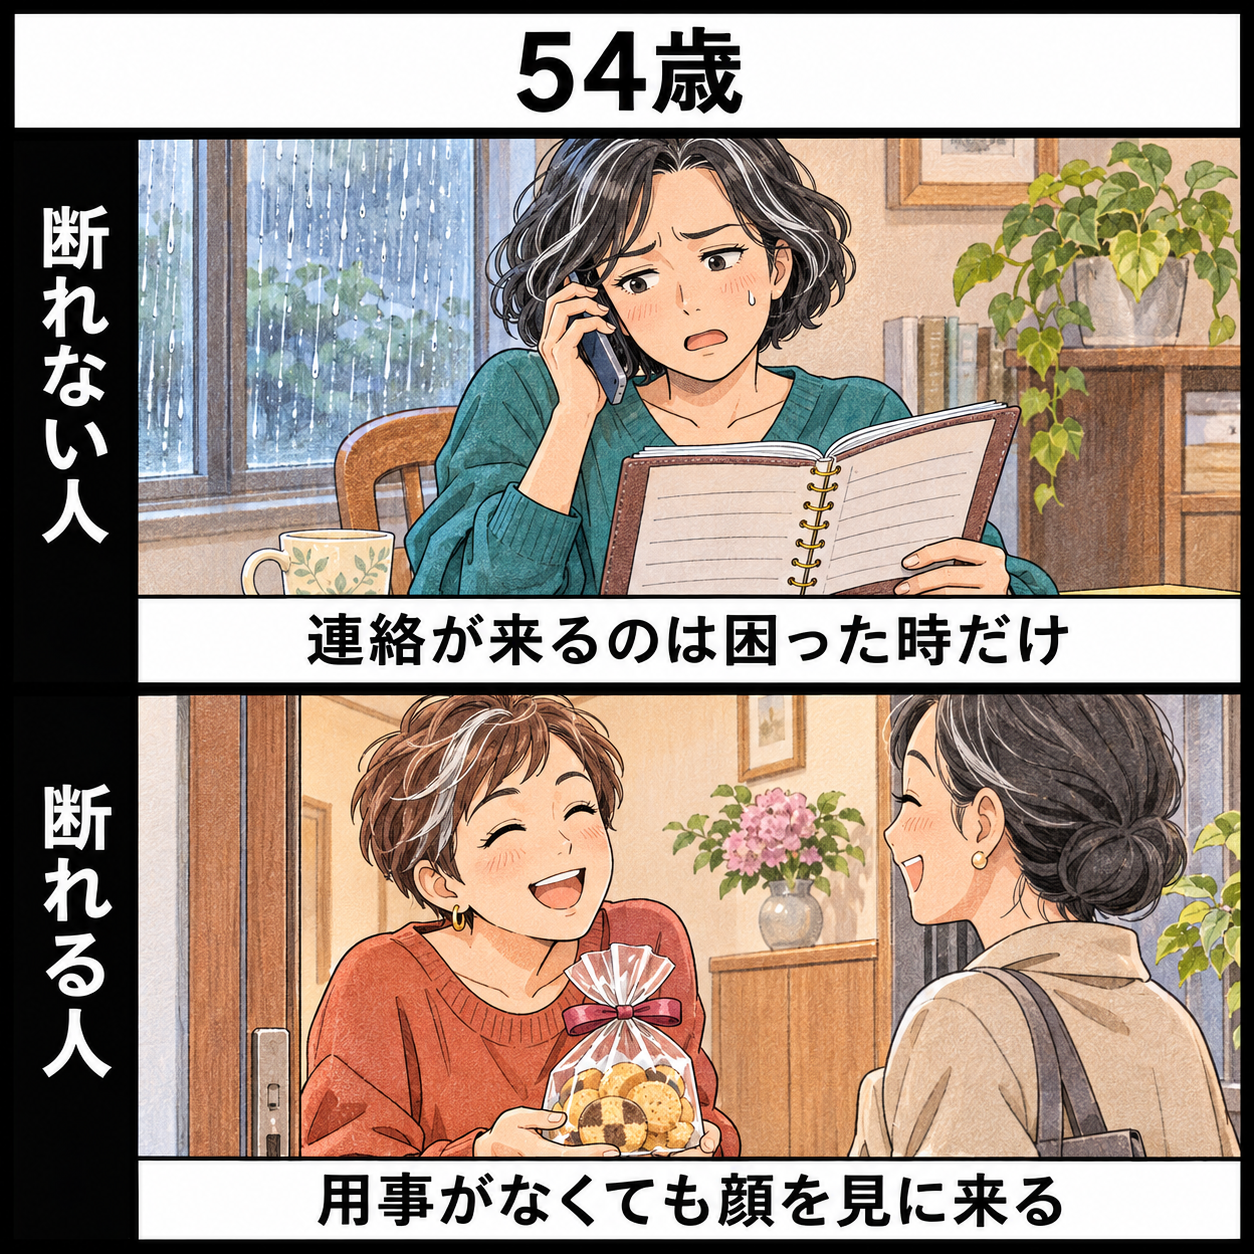 54歳
断れない人
連絡が来るのは困った時だけ
断れる人
用事がなくても顔を見に来る